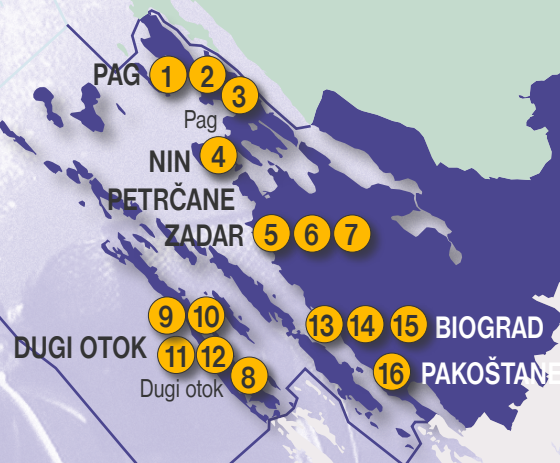 PAG 1 2 3
Pag
NIN 4
PETRČANE
ZADAR 5 6 7
9 10
13 14 15 BIOGRAD
DUGI OTOK 11 12
8
16 PAKOŠTANE
Dugi otok